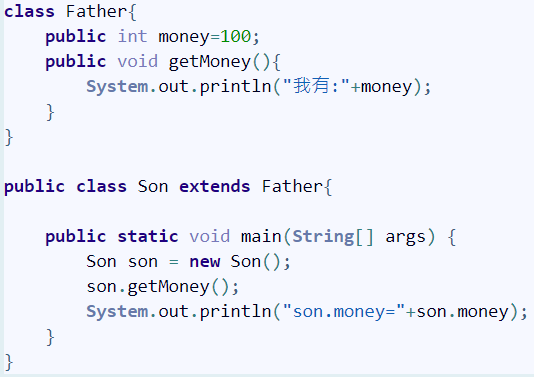 class Father{
    public int money=100;
    public void getMoney(){
        System.out.println("我有:"+money);
    }
}

public class Son extends Father{

    public static void main(String[] args) {
        Son son = new Son();
        son.getMoney();
        System.out.println("son.money="+son.money);
    }
}